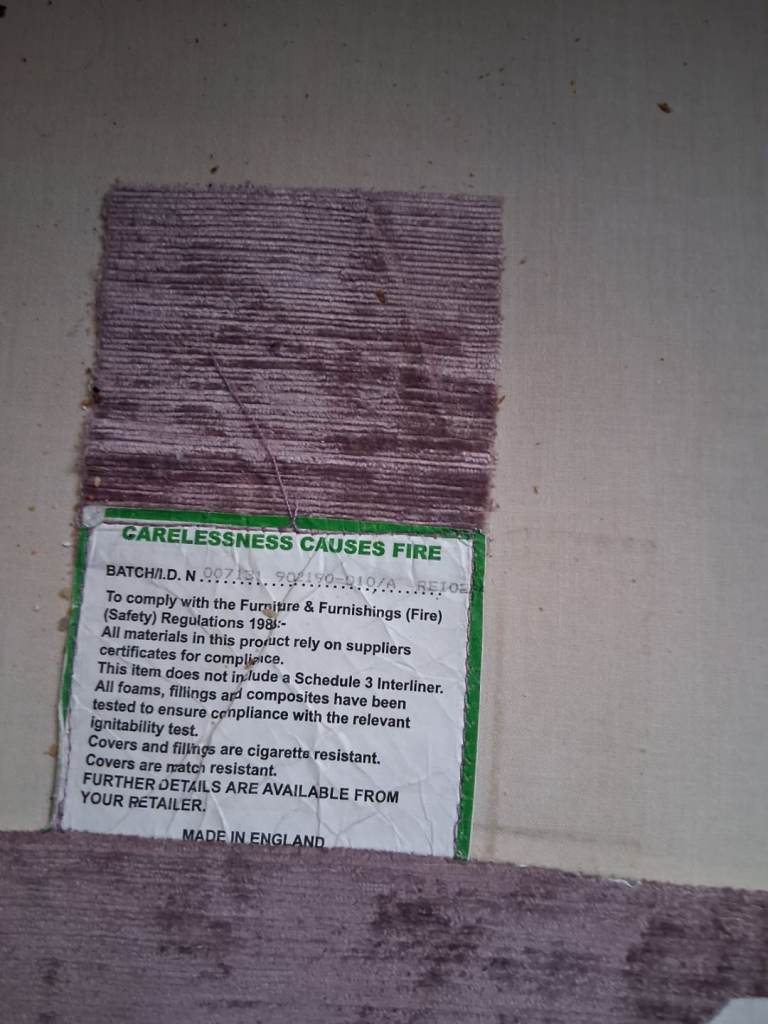 CARELESSNESS CAUSES FIRE
BATCH/I.D. N
To comply with the Furniture & Furnishings (Fire)
(Safety) Regulations 198 :-
All materials in this product rely on suppliers
certificates for compliance.
This item does not include a Schedule 3 Interliner.
All foams, fillings and composites have been
tested to ensure compliance with the relevant
ignitability test.
Covers and fillings are cigarette resistant.
Covers are match resistant.
FURTHER DETAILS ARE AVAILABLE FROM
YOUR RETAILER.
MADE IN ENGLAND